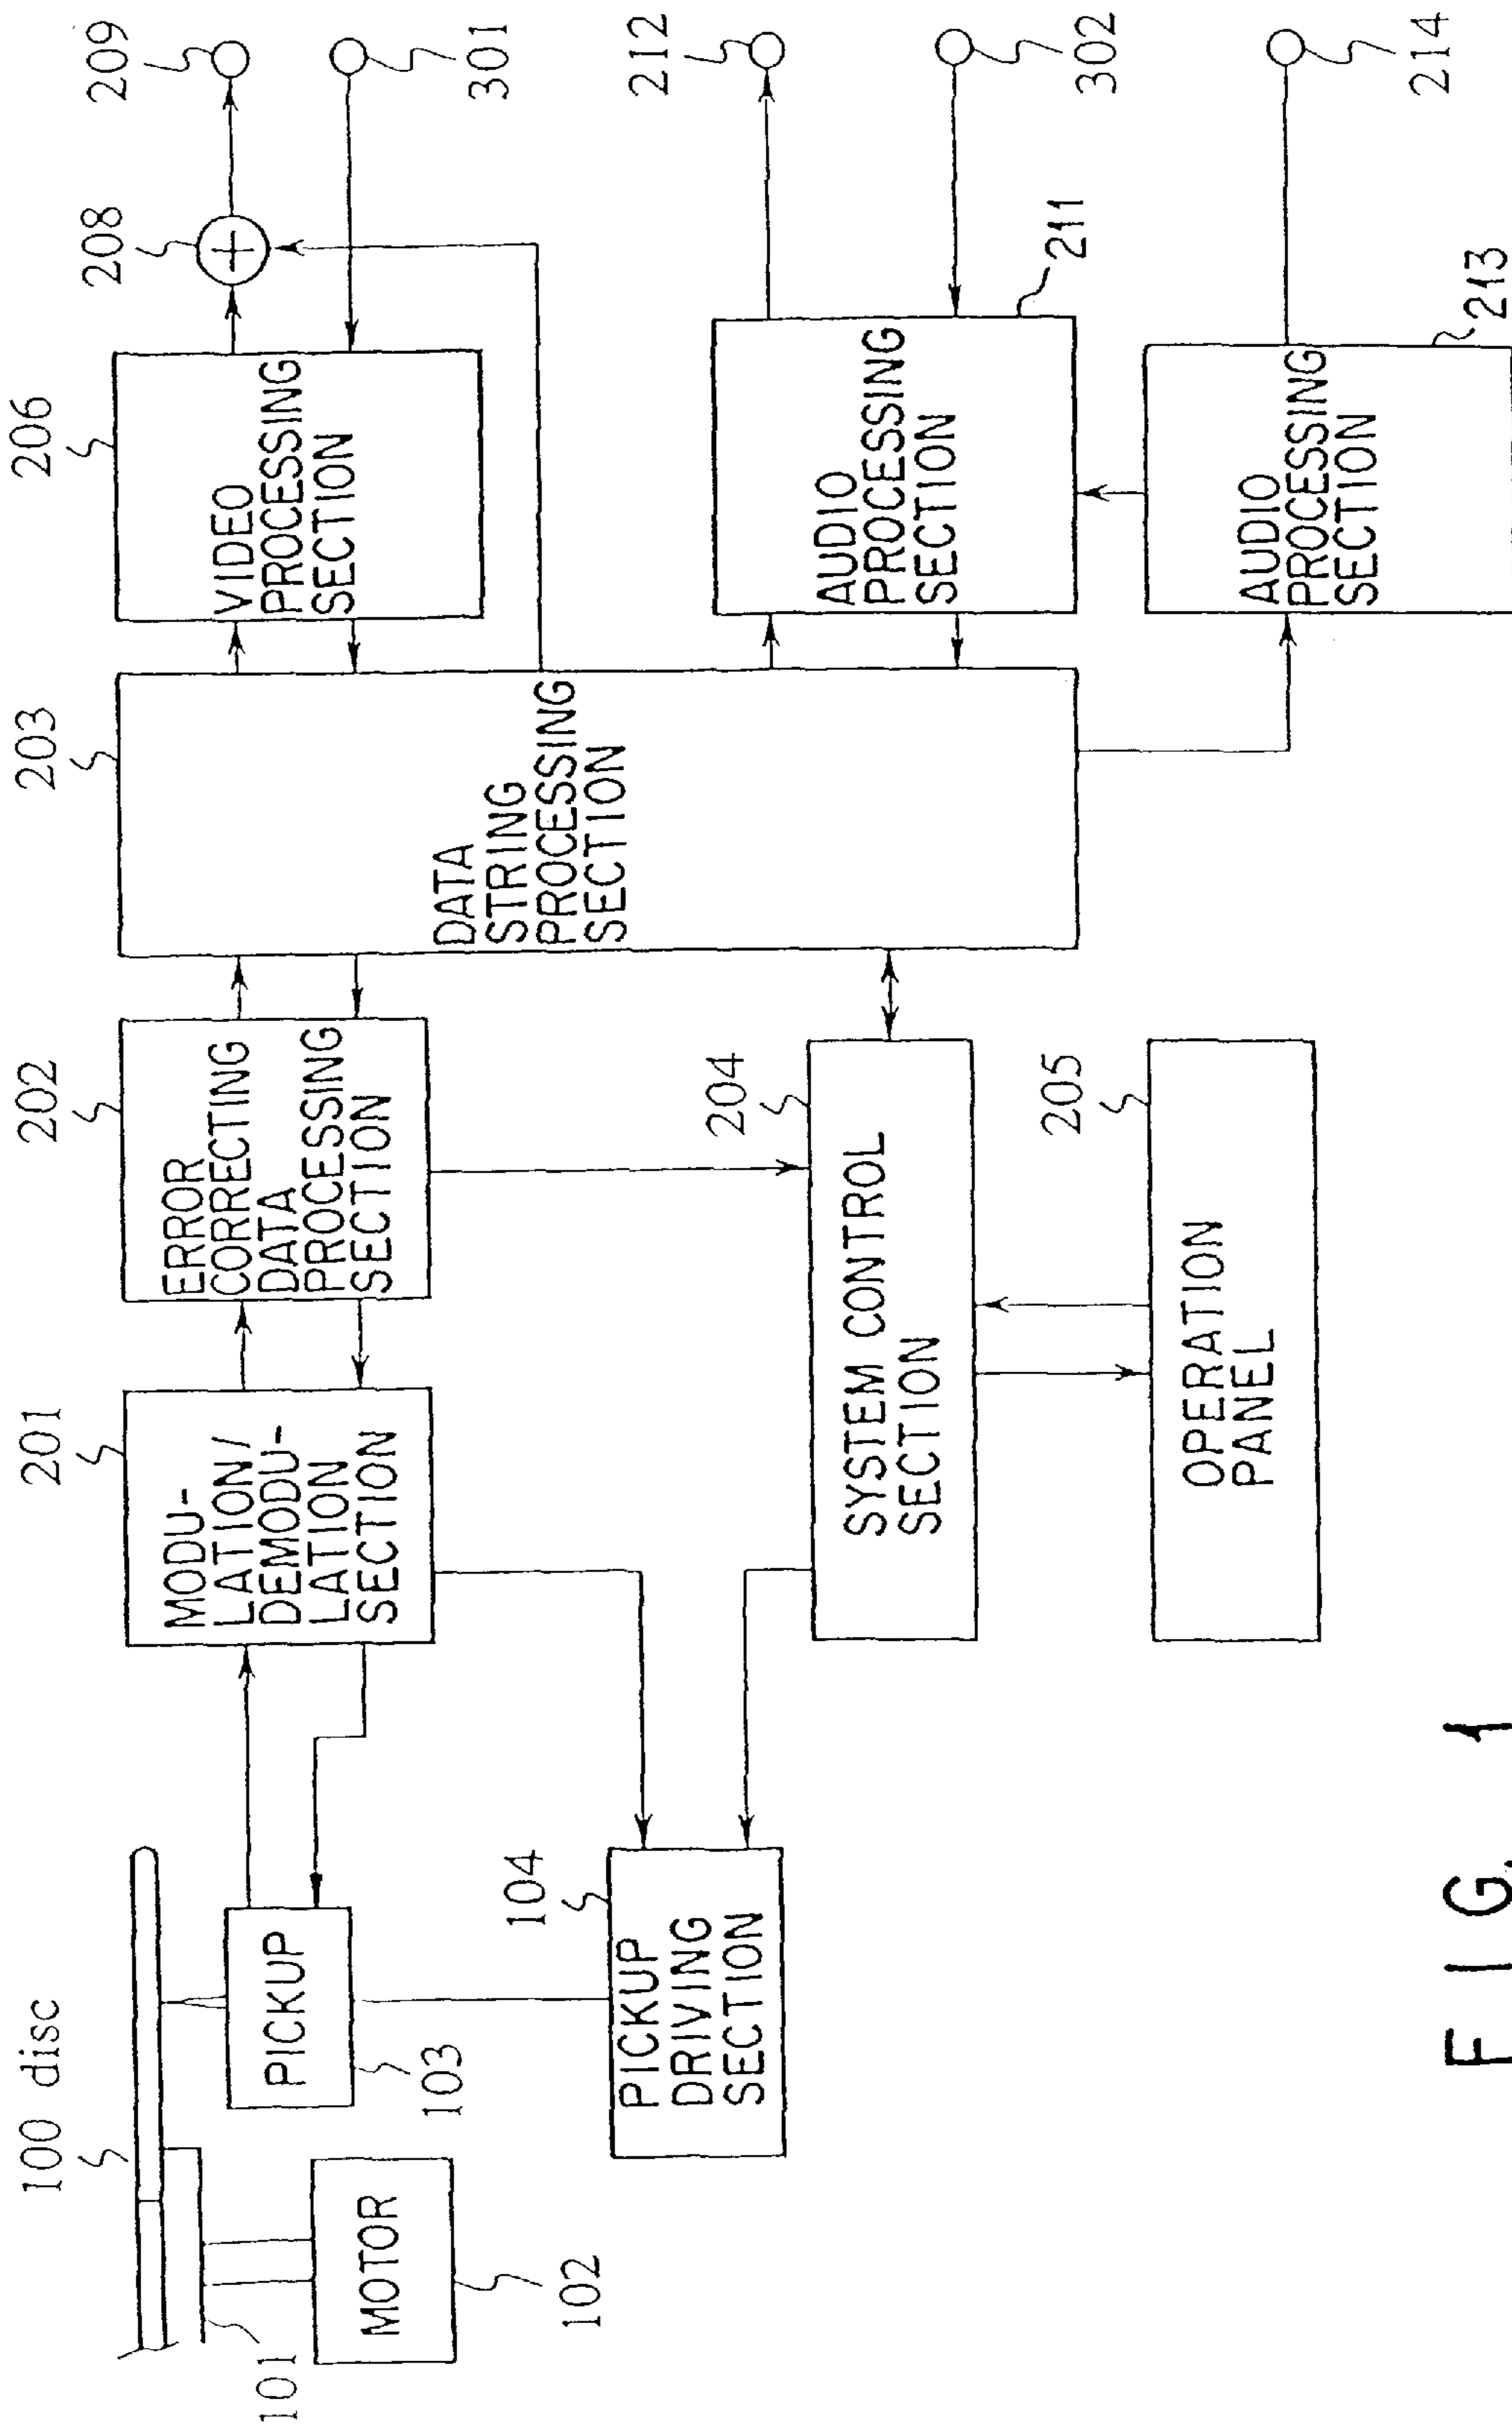 100 disc
101
MOTOR
102
PICKUP
103
PICKUP
DRIVING
SECTION
104
MODU-
LATION/
DEMODU-
LATION
SECTION
201
ERROR
CORRECTING
DATA
PROCESSING
SECTION
202
DATA
STRING
PROCESSING
SECTION
203
SYSTEM CONTROL
SECTION
204
OPERATION
PANEL
205
VIDEO
PROCESSING
SECTION
206
208
209
301
AUDIO
PROCESSING
SECTION
211
212
302
AUDIO
PROCESSING
SECTION
213
214
FIG. 1